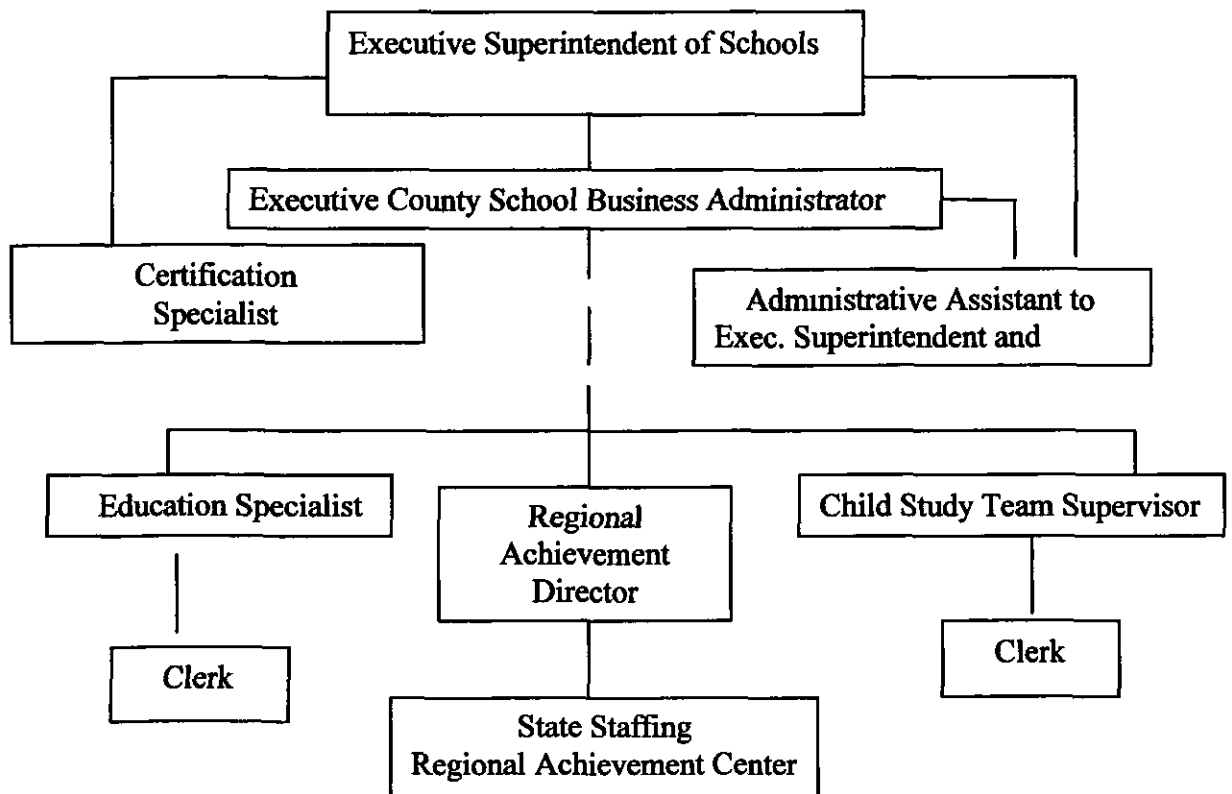 Executive Superintendent of Schools
Executive County School Business Administrator
Certification
Specialist
Administrative Assistant to
Exec. Superintendent and
Education Specialist
Regional
Achievement
Director
Child Study Team Supervisor
Clerk
Clerk
State Staffing
Regional Achievement Center